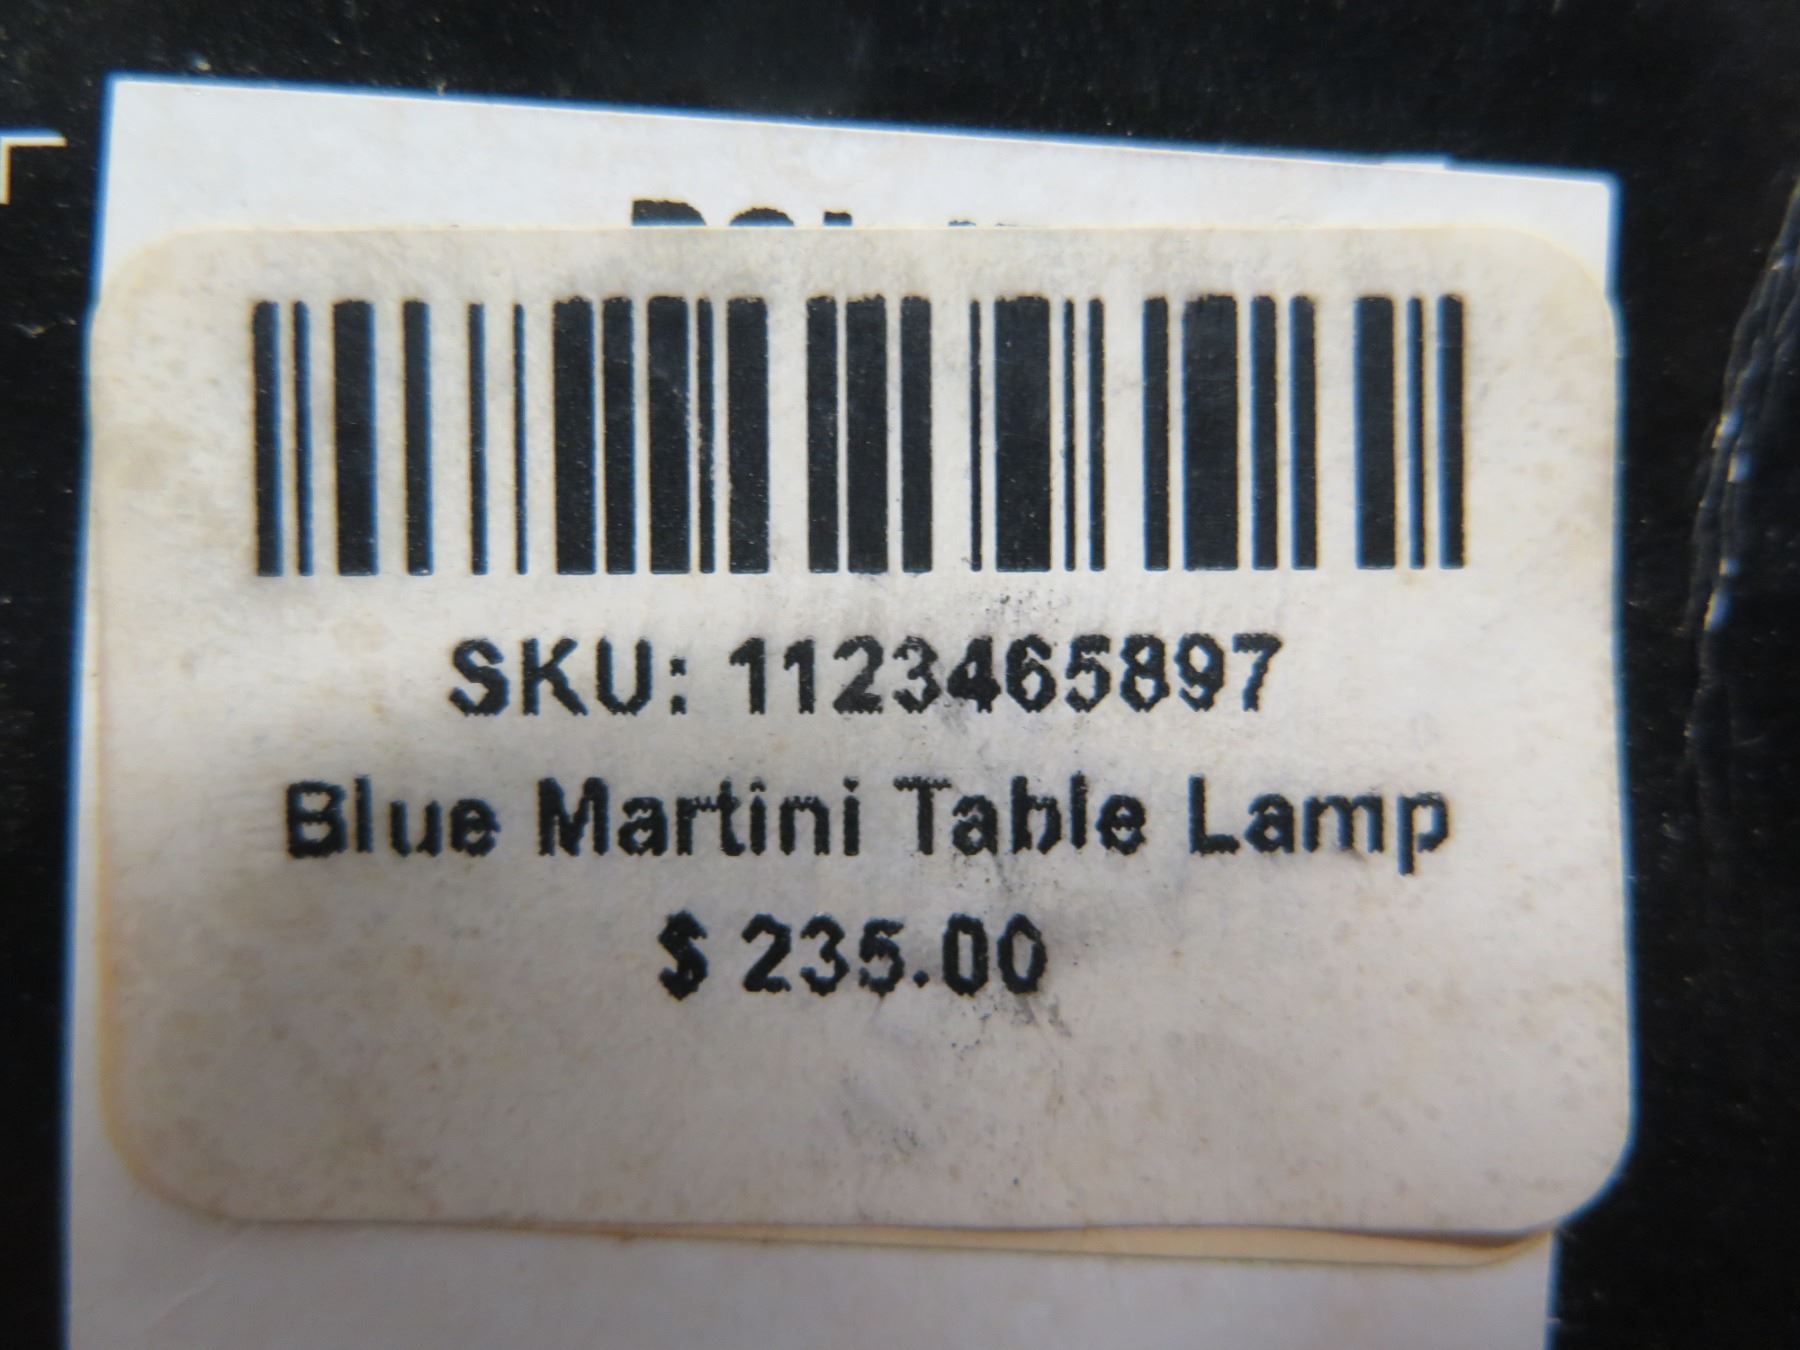 SKU: 1123465897
Blue Martini Table Lamp
$ 235.00